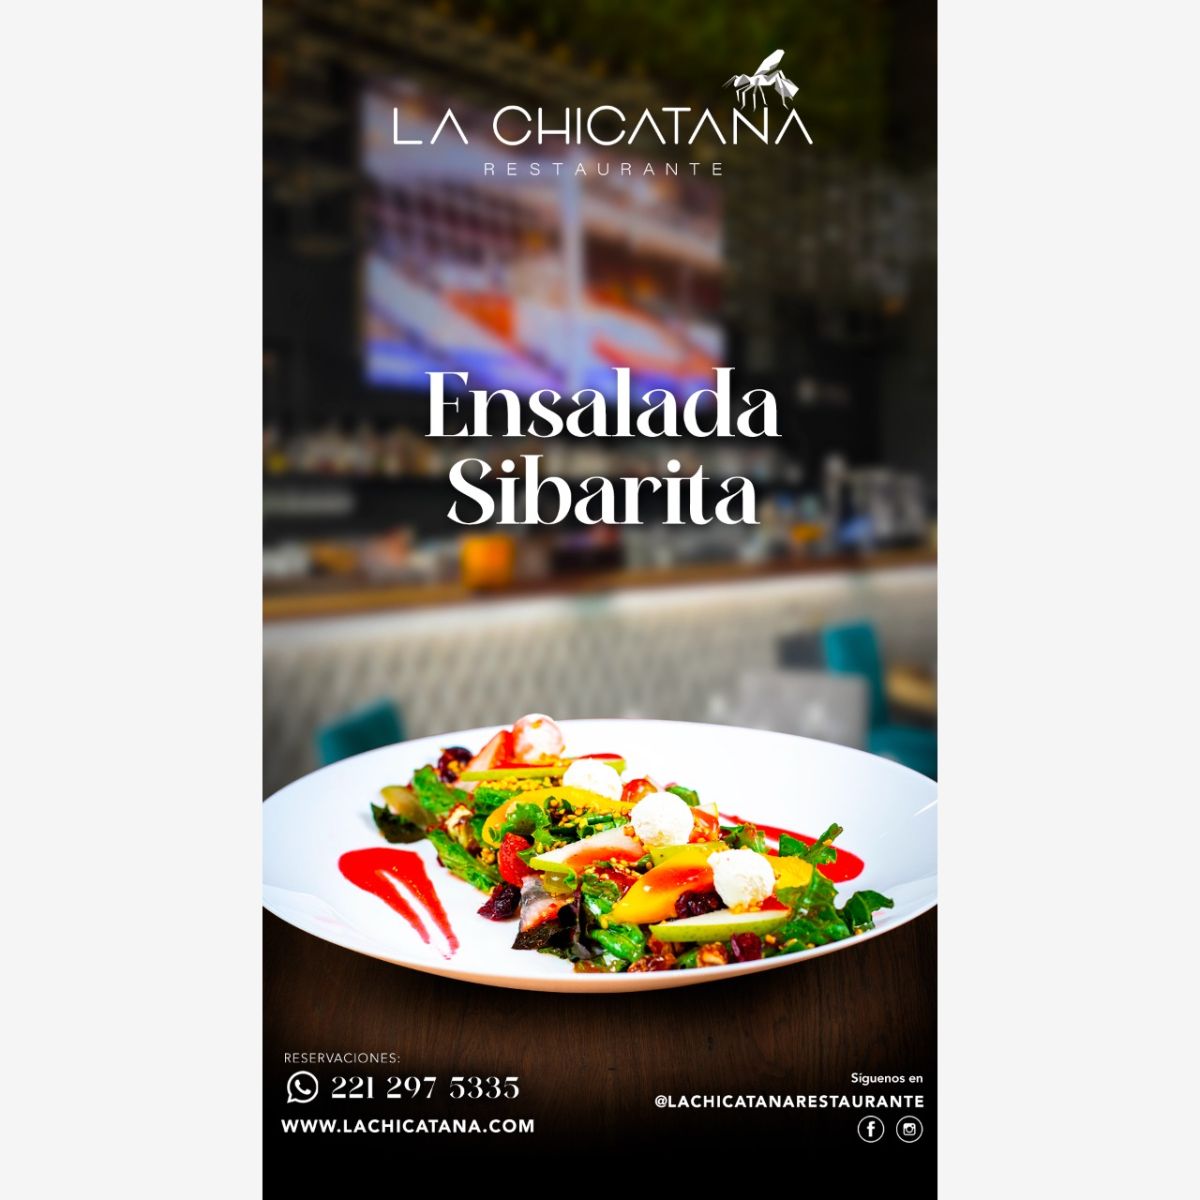 LA CHICATANA
RESTAURANTE
Ensalada
Sibarita
RESERVACIONES:
221 297 5335
WWW.LACHICATANA.COM
Síguenos en
@LACHICATANARESTAURANTE